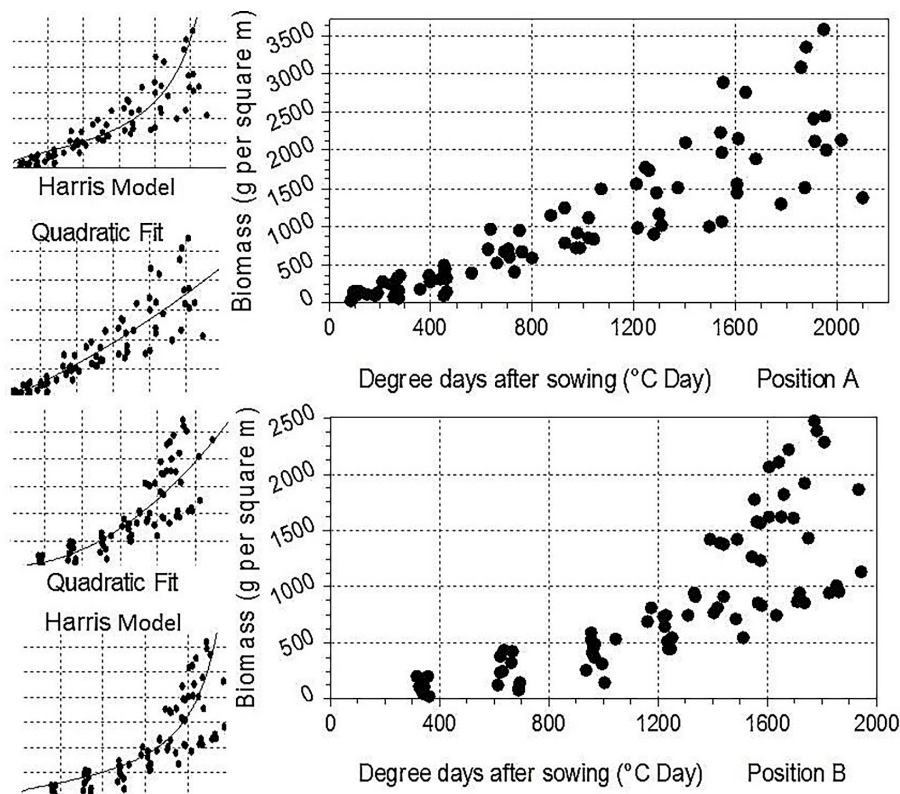 Harris Model
Quadratic Fit
Biomass (g per square m)
3500
3000
2500
2000
1500
1000
500
0
0 400 800 1200 1600 2000
Degree days after sowing (°C Day) Position A
Quadratic Fit
Harris Model
Biomass (g per square m)
2500
2000
1500
1000
500
0
0 400 800 1200 1600 2000
Degree days after sowing (°C Day) Position B